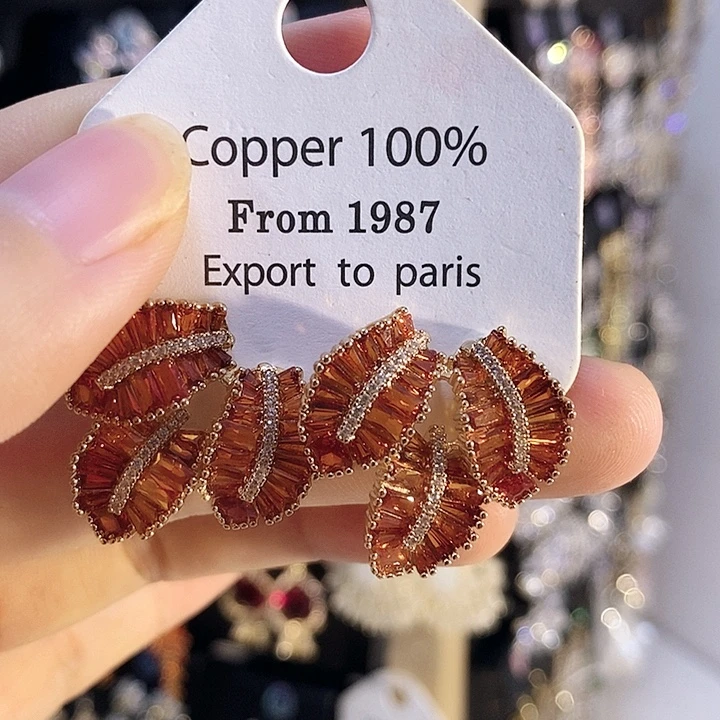 Copper 100%
From 1987
Export to paris